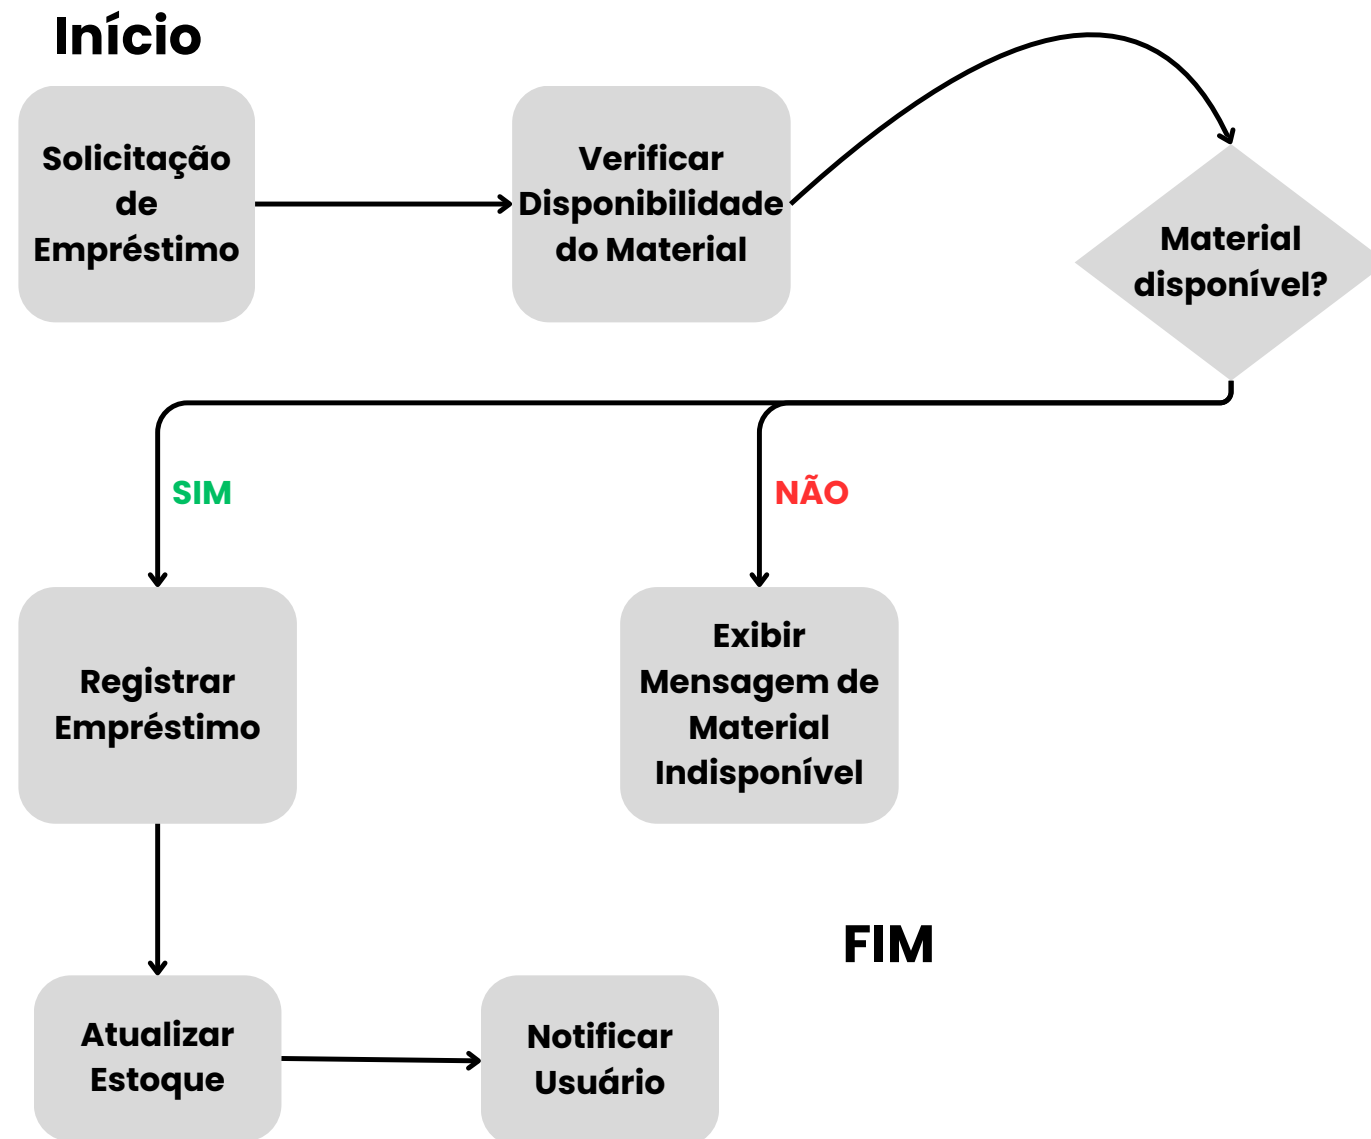 Início
Solicitação
de
Empréstimo
Verificar
Disponibilidade
do Material
Material
disponível?
SIM
NÃO
Registrar
Empréstimo
Exibir
Mensagem de
Material
Indisponível
FIM
Atualizar
Estoque
Notificar
Usuário